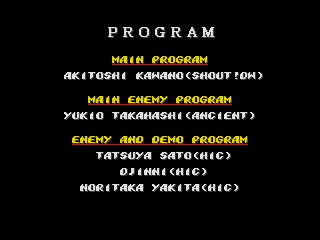 PROGRAM
MAIN PROGRAM
AKITOSHI KAWANO(SHOUT!DW)
MAIN ENEMY PROGRAM
YUKIO TAKAHASHI(ANCIENT)
ENEMY AND DEMO PROGRAM
TATSUYA SATO(HIC)
DJINNI(HIC)
NORITAKA YAKITA(HIC)